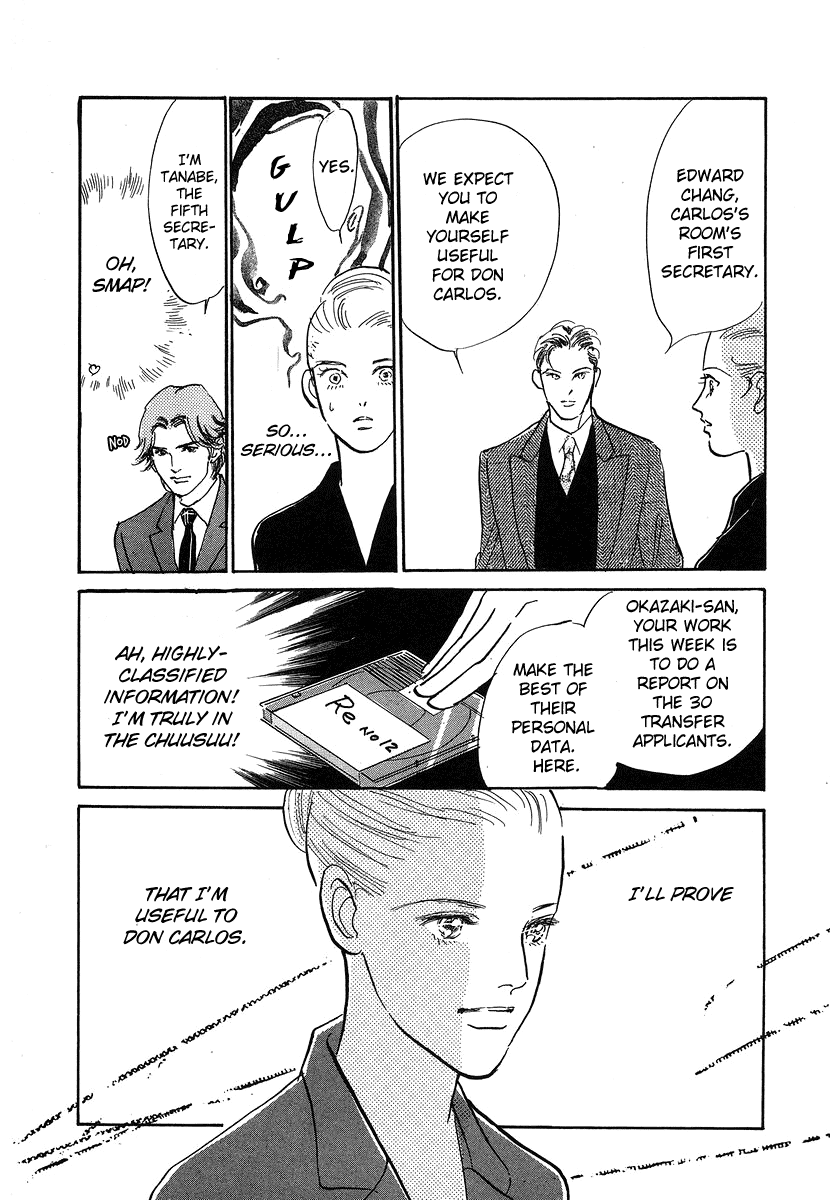 EDWARD
CHANG,
CARLOS'S
ROOM'S
FIRST
SECRETARY.
WE EXPECT
YOU TO
MAKE
YOURSELF
USEFUL
FOR DON
CARLOS.
YES.
GULP
SO...
SERIOUS...
I'M
TANABE,
THE
FIFTH
SECRE-
TARY.
OH,
SMAP!
NOD
OKAZAKI-SAN,
YOUR WORK
THIS WEEK IS
TO DO A
REPORT ON
THE 30
TRANSFER
APPLICANTS.
MAKE THE
BEST OF
THEIR
PERSONAL
DATA.
HERE.
Re No 12
AH, HIGHLY-
CLASSIFIED
INFORMATION!
I'M TRULY IN
THE CHUUSUU!
I'LL PROVE
THAT I'M
USEFUL TO
DON CARLOS.